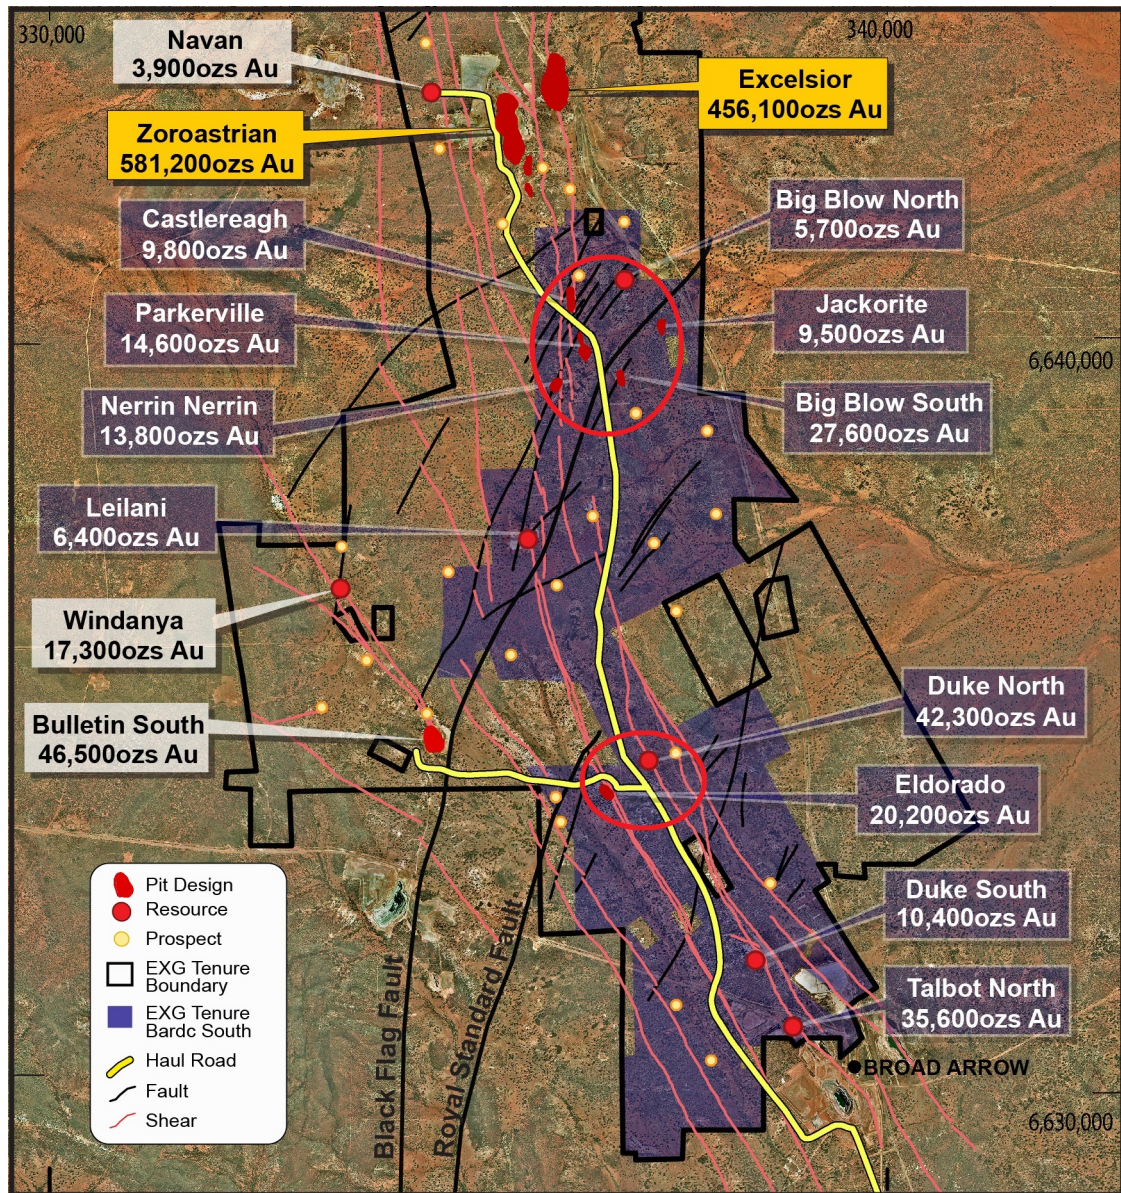 330,000
340,000
Navan
3,900ozs Au
Excelsior
456,100ozs Au
Zoroastrian
581,200ozs Au
Castlereagh
9,800ozs Au
Big Blow North
5,700ozs Au
Parkerville
14,600ozs Au
Jackorite
9,500ozs Au
6,640,000
Nerrin Nerrin
13,800ozs Au
Big Blow South
27,600ozs Au
Leilani
6,400ozs Au
Windanya
17,300ozs Au
Duke North
42,300ozs Au
Bulletin South
46,500ozs Au
Eldorado
20,200ozs Au
Duke South
10,400ozs Au
Talbot North
35,600ozs Au
BROAD ARROW
6,630,000
Black Flag Fault
Royal Standard Fault
Pit Design
Resource
Prospect
EXG Tenure
Boundary
EXG Tenure
Bardc South
Haul Road
Fault
Shear